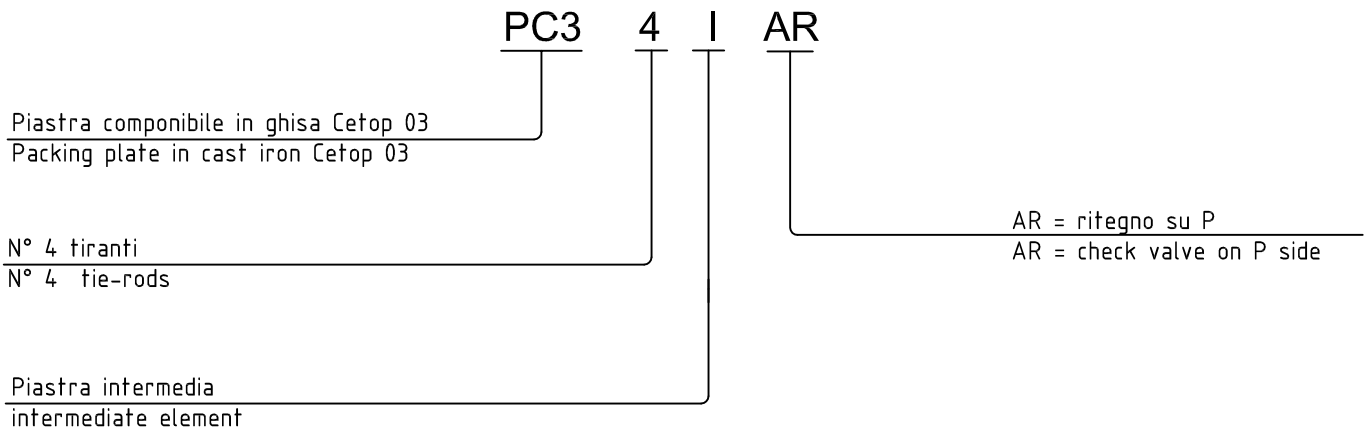 PC3 4 I AR
Piastra componibile in ghisa Cetop 03
Packing plate in cast iron Cetop 03
AR = ritegno su P
AR = check valve on P side
N° 4 tiranti
N° 4 tie-rods
Piastra intermedia
intermediate element